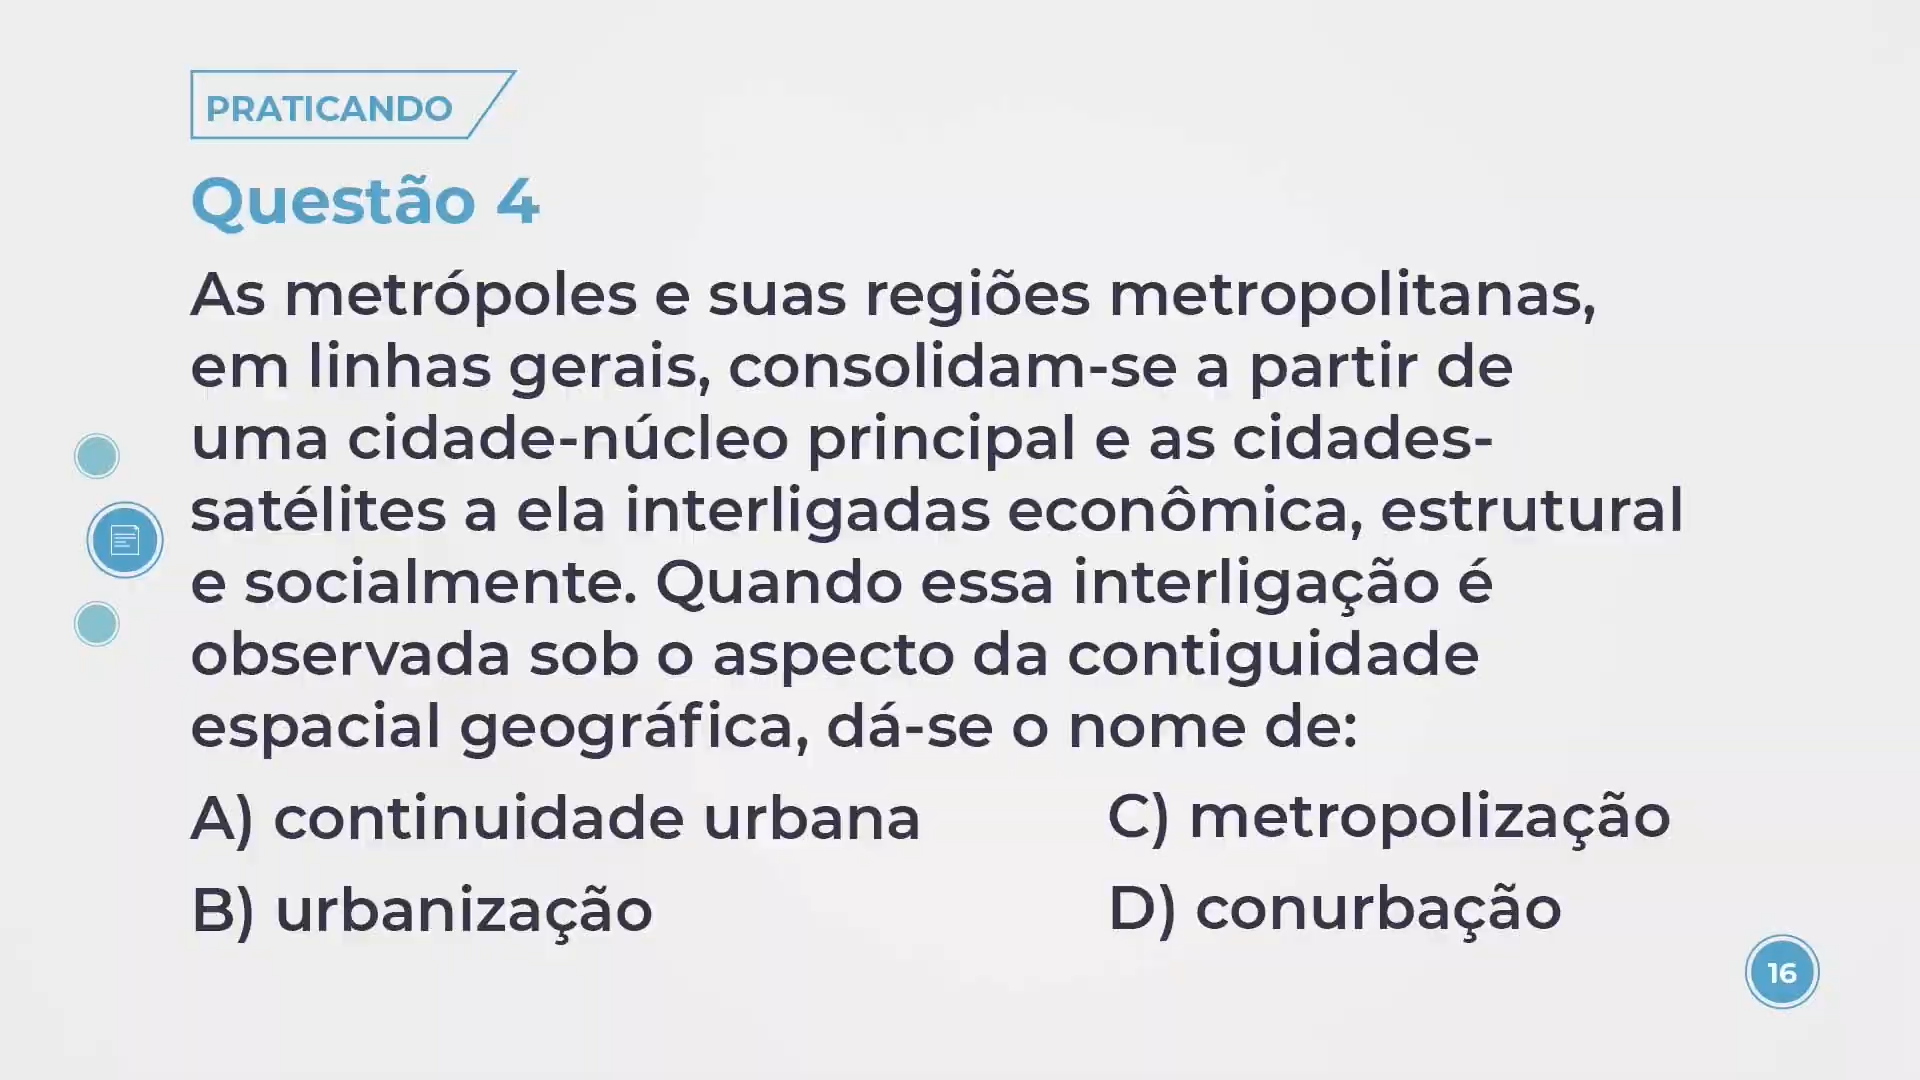 PRATICANDO
Questão 4
As metrópoles e suas regiões metropolitanas,
em linhas gerais, consolidam-se a partir de
uma cidade-núcleo principal e as cidades-
satélites a ela interligadas econômica, estrutural
e socialmente. Quando essa interligação é
observada sob o aspecto da contiguidade
espacial geográfica, dá-se o nome de:
A) continuidade urbana
B) urbanização
C) metropolização
D) conurbação
16